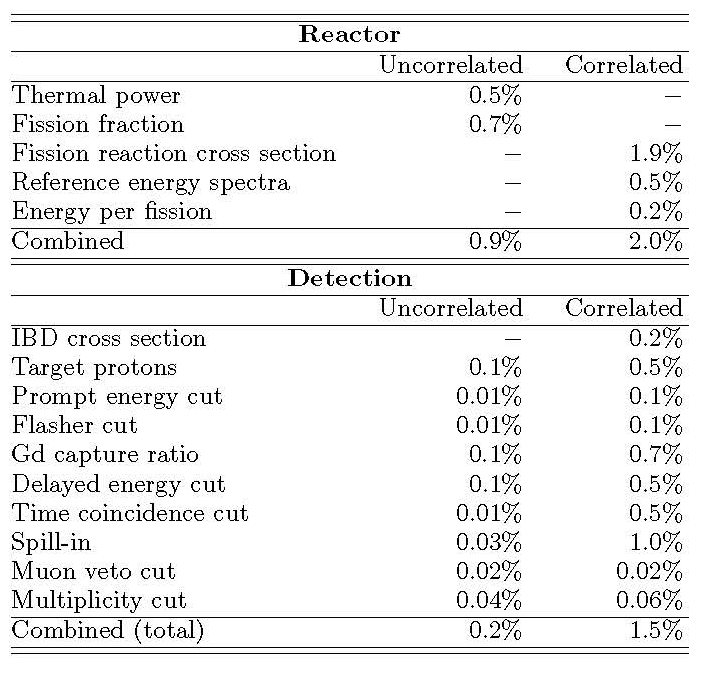 Reactor
Uncorrelated Correlated
Thermal power 0.5% –
Fission fraction 0.7% –
Fission reaction cross section – 1.9%
Reference energy spectra – 0.5%
Energy per fission – 0.2%
Combined 0.9% 2.0%
Detection
Uncorrelated Correlated
IBD cross section – 0.2%
Target protons 0.1% 0.5%
Prompt energy cut 0.01% 0.1%
Flasher cut 0.01% 0.1%
Gd capture ratio 0.1% 0.7%
Delayed energy cut 0.1% 0.5%
Time coincidence cut 0.01% 0.5%
Spill-in 0.03% 1.0%
Muon veto cut 0.02% 0.02%
Multiplicity cut 0.04% 0.06%
Combined (total) 0.2% 1.5%